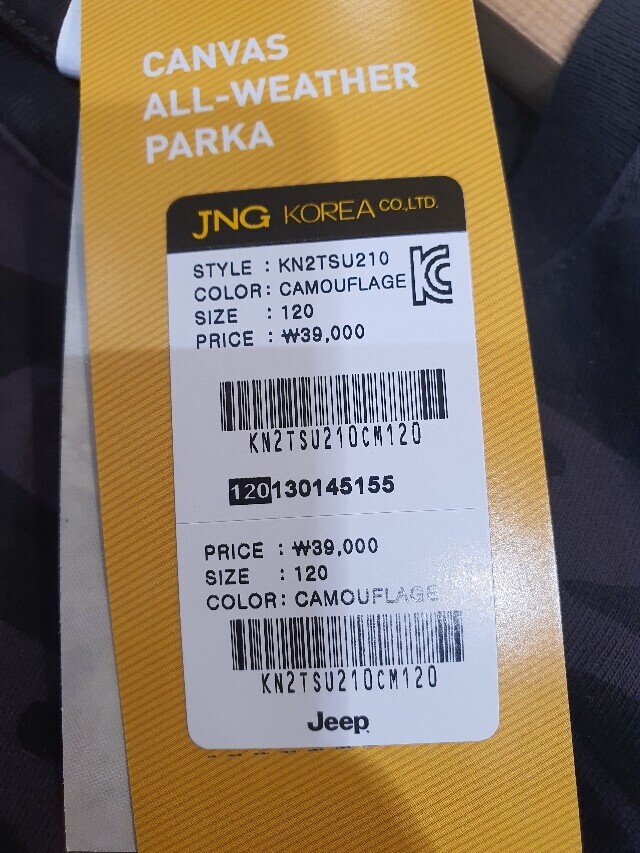 CANVAS
ALL-WEATHER
PARKA
JNG KOREA CO.,LTD.
STYLE : KN2TSU210
COLOR: CAMOUFLAGE
SIZE : 120
PRICE : ₩39,000
KN2TSU210CM120
120130145155
PRICE : ₩39,000
SIZE : 120
COLOR: CAMOUFLAGE
KN2TSU210CM120
Jeep